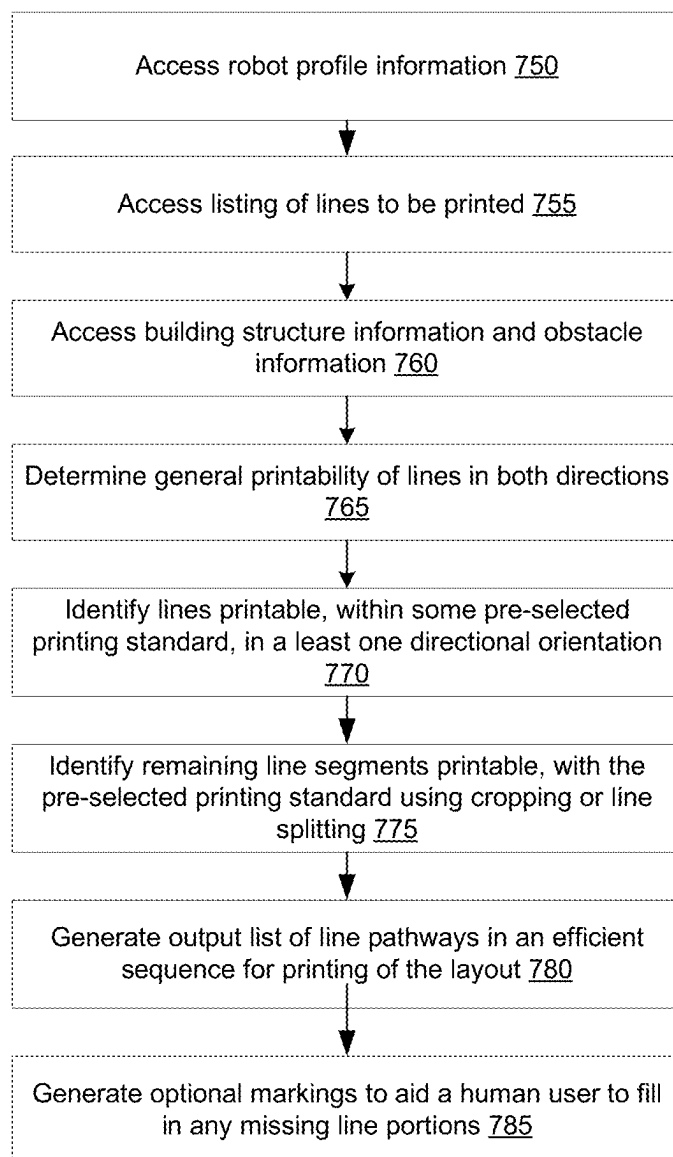 Access robot profile information 750
Access listing of lines to be printed 755
Access building structure information and obstacle
information 760
Determine general printability of lines in both directions
765
Identify lines printable, within some pre-selected
printing standard, in a least one directional orientation
770
Identify remaining line segments printable, with the
pre-selected printing standard using cropping or line
splitting 775
Generate output list of line pathways in an efficient
sequence for printing of the layout 780
Generate optional markings to aid a human user to fill
in any missing line portions 785